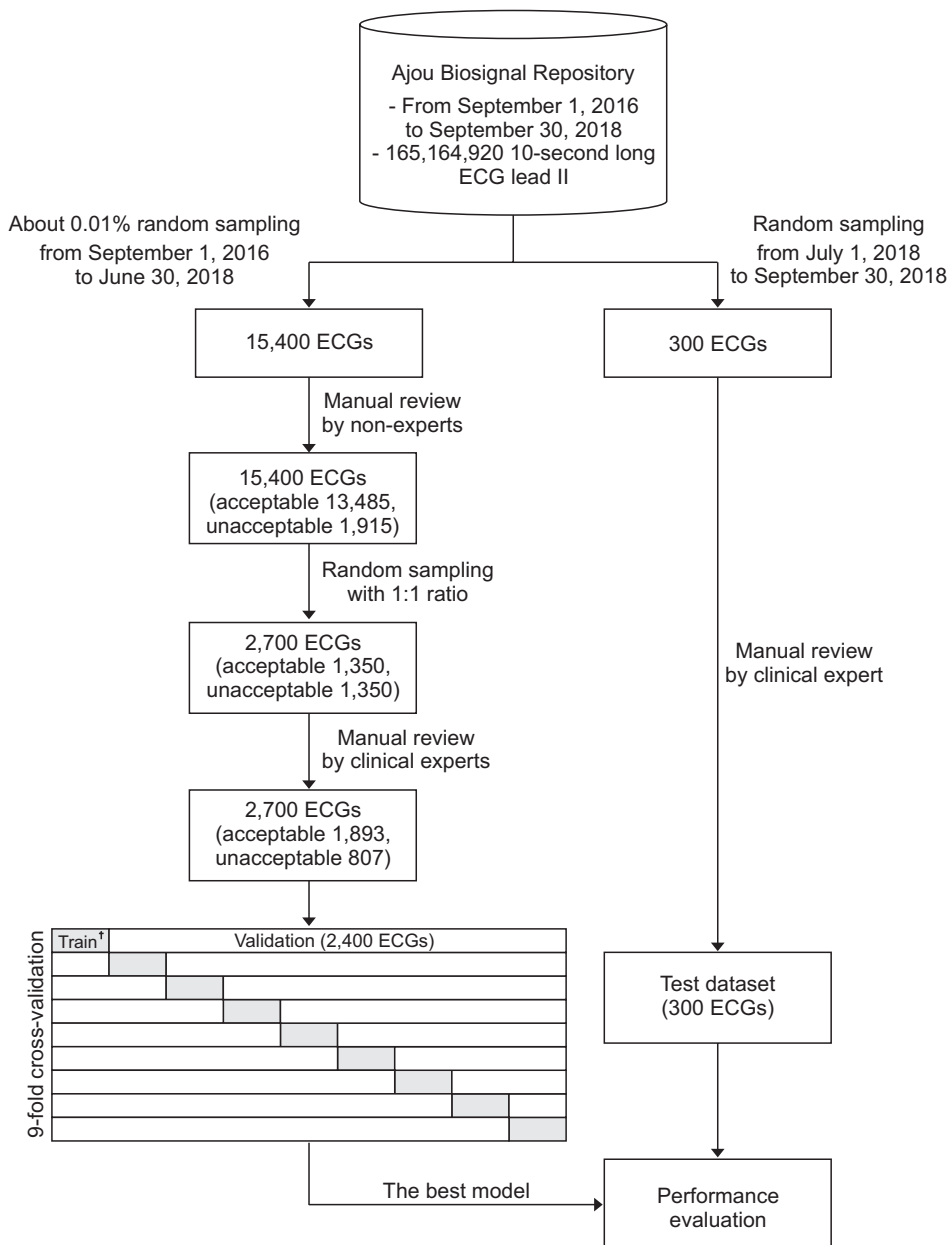 Ajou Biosignal Repository
- From September 1, 2016
to September 30, 2018
- 165,164,920 10-second long
ECG lead II
About 0.01% random sampling
from September 1, 2016
to June 30, 2018
Random sampling
from July 1, 2018
to September 30, 2018
15,400 ECGs
300 ECGs
Manual review
by non-experts
15,400 ECGs
(acceptable 13,485,
unacceptable 1,915)
Random sampling
with 1:1 ratio
2,700 ECGs
(acceptable 1,350,
unacceptable 1,350)
Manual review
by clinical expert
Manual review
by clinical experts
2,700 ECGs
(acceptable 1,893,
unacceptable 807)
9-fold cross-validation
Train†
Validation (2,400 ECGs)
Test dataset
(300 ECGs)
The best model
Performance
evaluation